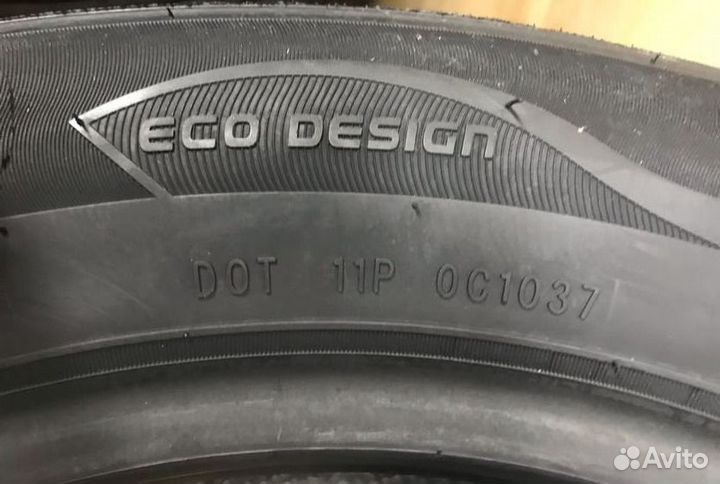 ECO DESIGN
DOT 11P 0C1037
Avito